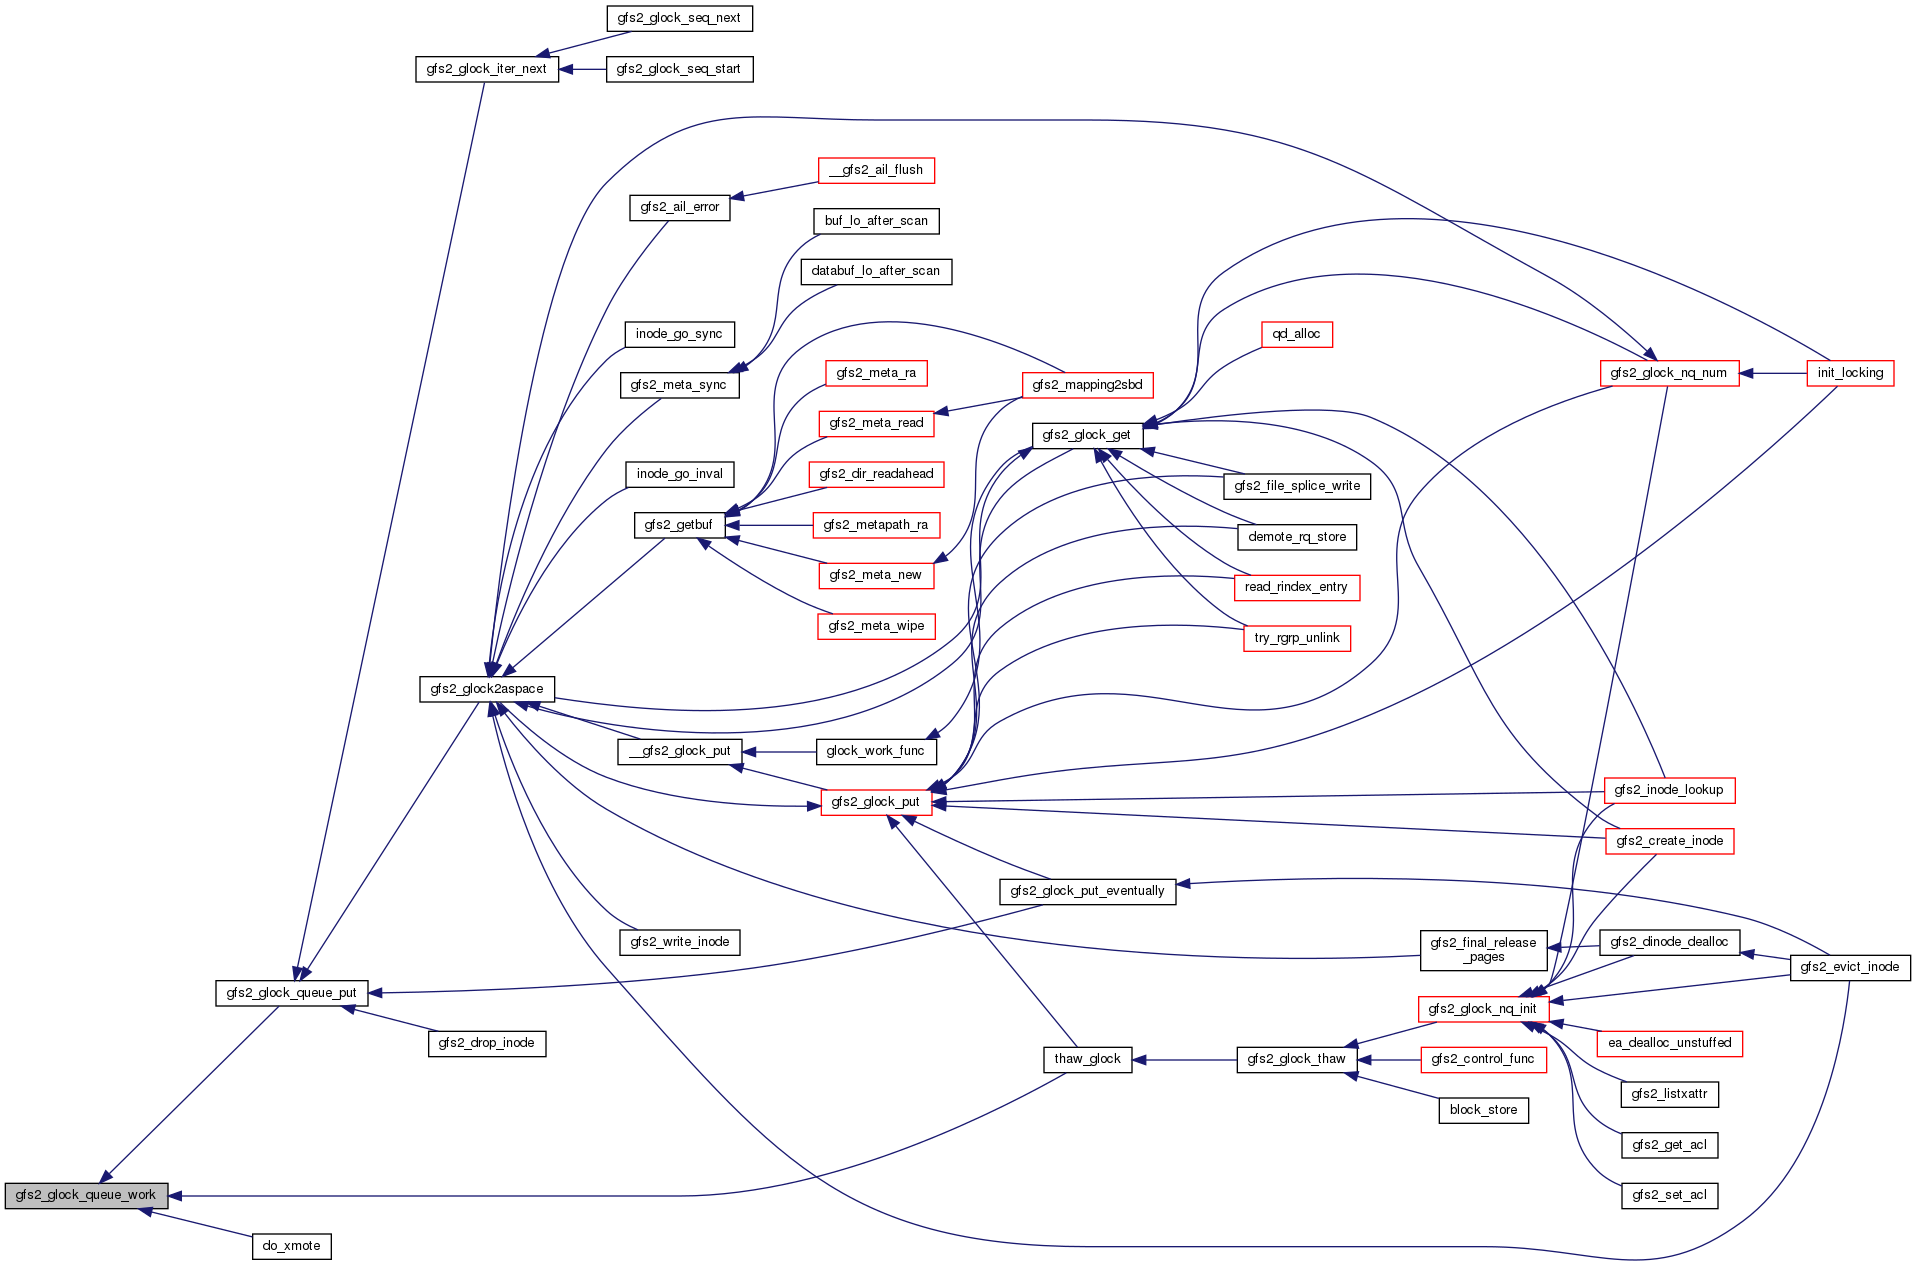 gfs2_glock_seq_next
gfs2_glock_iter_next
gfs2_glock_seq_start
__gfs2_ail_flush
gfs2_ail_error
buf_lo_after_scan
databuf_lo_after_scan
inode_go_sync
gfs2_meta_sync
inode_go_inval
gfs2_getbuf
gfs2_meta_ra
gfs2_meta_read
gfs2_dir_readahead
gfs2_metapath_ra
gfs2_meta_new
gfs2_meta_wipe
gfs2_mapping2sbd
gfs2_glock_get
qd_alloc
gfs2_file_splice_write
demote_rq_store
read_rindex_entry
try_rgrp_unlink
gfs2_glock_nq_num
init_locking
gfs2_glock2aspace
__gfs2_glock_put
glock_work_func
gfs2_glock_put
gfs2_inode_lookup
gfs2_create_inode
gfs2_glock_put_eventually
gfs2_write_inode
gfs2_final_release
_pages
gfs2_dinode_dealloc
gfs2_evict_inode
gfs2_glock_queue_put
gfs2_drop_inode
gfs2_glock_nq_init
thaw_glock
gfs2_glock_thaw
gfs2_control_func
block_store
ea_dealloc_unstuffed
gfs2_listxattr
gfs2_get_acl
gfs2_set_acl
gfs2_glock_queue_work
do_xmote